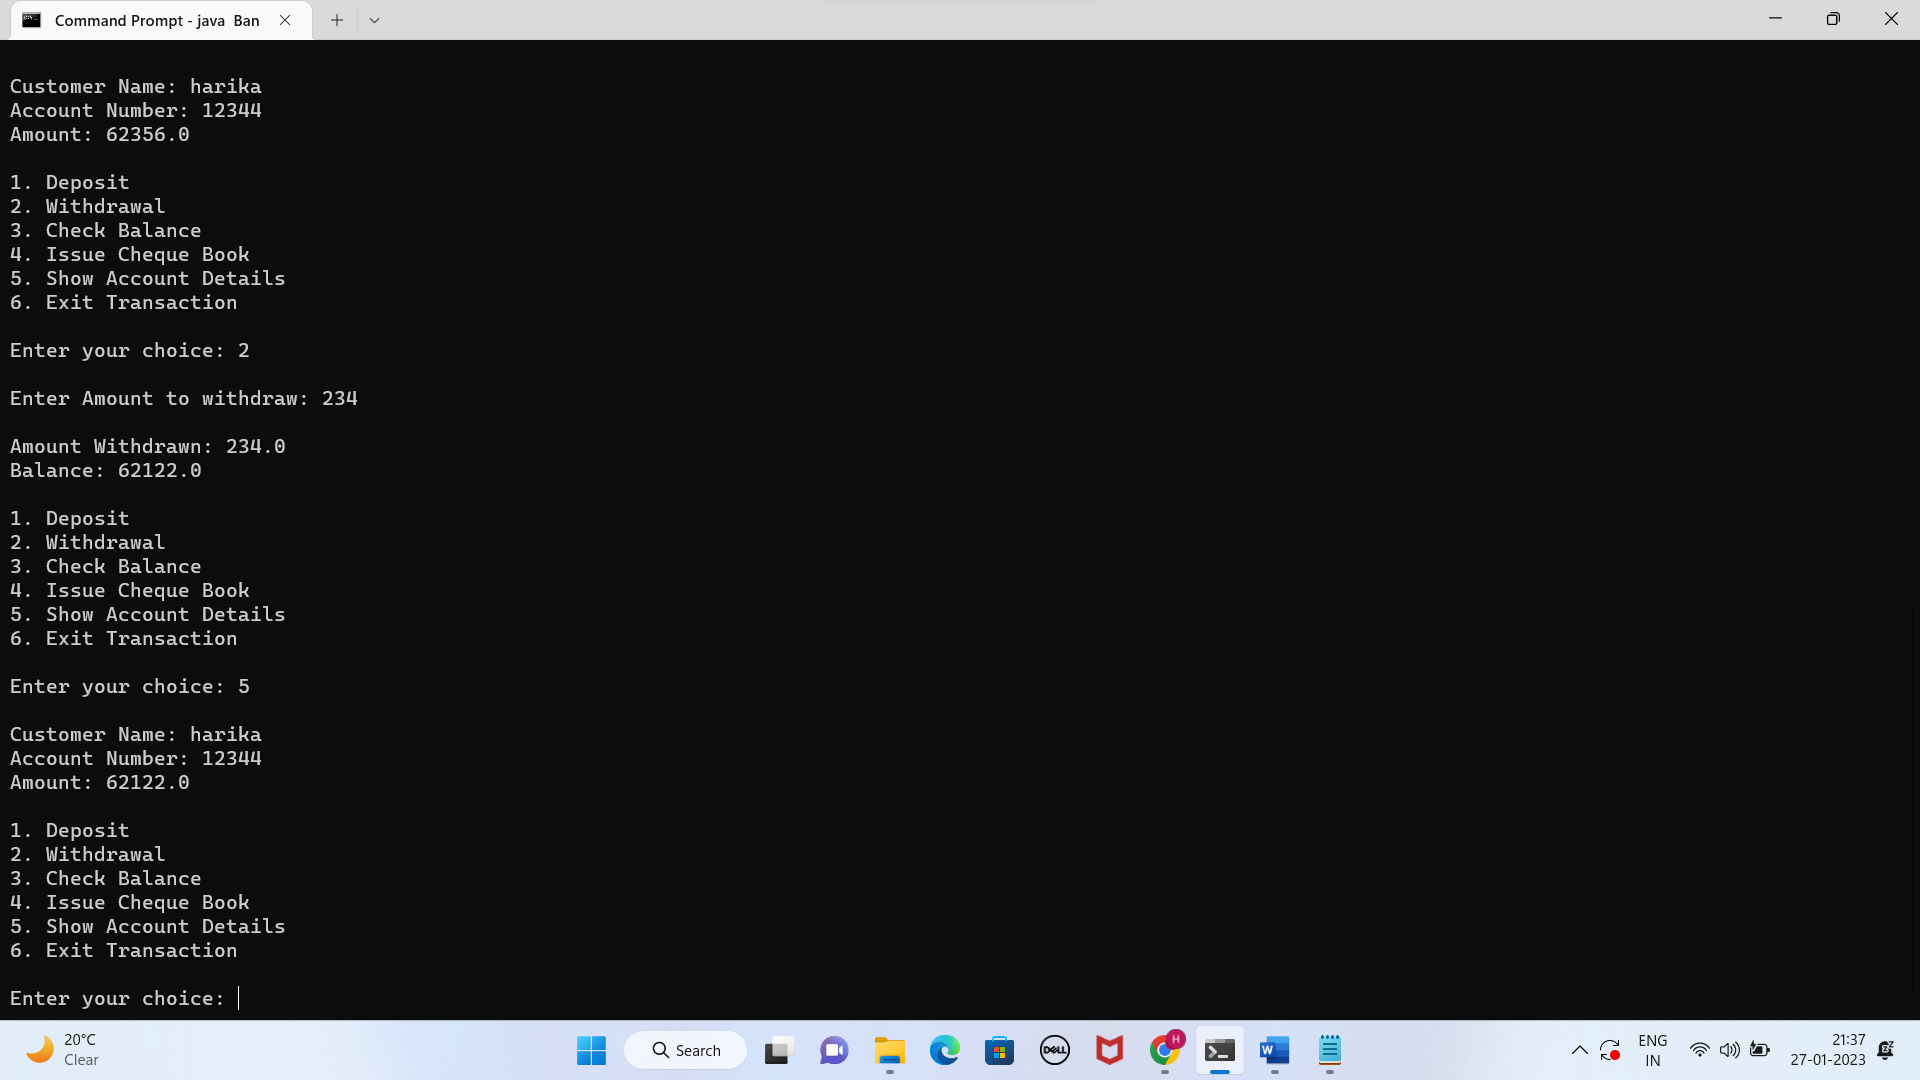 Command Prompt - java  Ban
Customer Name: harika
Account Number: 12344
Amount: 62356.0
1. Deposit
2. Withdrawal
3. Check Balance
4. Issue Cheque Book
5. Show Account Details
6. Exit Transaction
Enter your choice: 2
Enter Amount to withdraw: 234
Amount Withdrawn: 234.0
Balance: 62122.0
1. Deposit
2. Withdrawal
3. Check Balance
4. Issue Cheque Book
5. Show Account Details
6. Exit Transaction
Enter your choice: 5
Customer Name: harika
Account Number: 12344
Amount: 62122.0
1. Deposit
2. Withdrawal
3. Check Balance
4. Issue Cheque Book
5. Show Account Details
6. Exit Transaction
Enter your choice:
20°C
Clear
Search
DELL
H
W
ENG
IN
21:37
27-01-2023